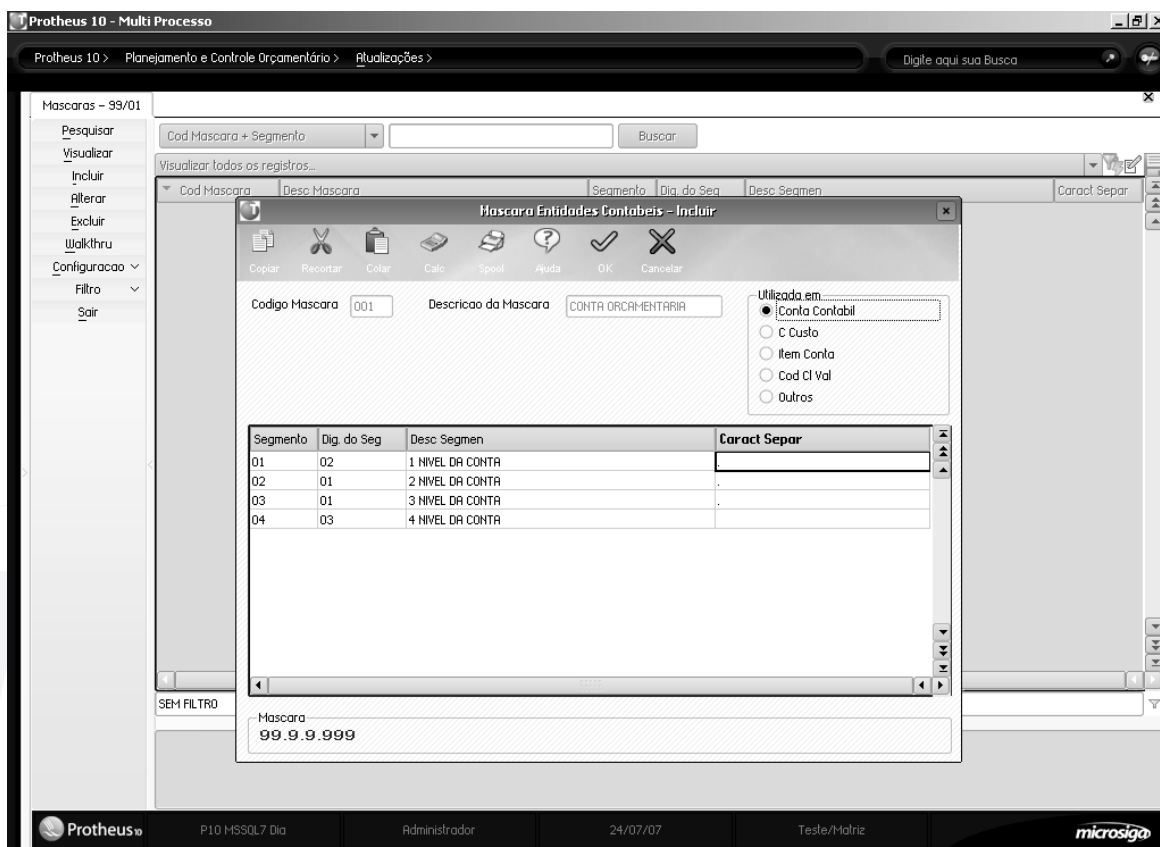 Protheus 10 - Multi Processo
Protheus 10 > Planejamento e Controle Orçamentário > Atualizações >
Digite aqui sua Busca
Mascaras - 99/01
Pesquisar
Visualizar
Incluir
Alterar
Excluir
Walkthru
Configuracao
Filtro
Sair
Cod Mascara + Segmento
Buscar
Visualizar todos os registros...
Cod Mascara Desc Mascara Segmento Dig. do Seg Desc Segmen Caract Separ
Mascara Entidades Contabeis - Incluir
Copiar Recortar Colar Calc Spool Ajuda OK Cancelar
Codigo Mascara 001 Descricao da Mascara CONTA ORCAMENTARIA
Utilizada em
Conta Contabil
C Custo
Item Conta
Cod Cl Val
Outros
Segmento Dig. do Seg Desc Segmen Caract Separ
01 02 1 NIVEL DA CONTA .
02 01 2 NIVEL DA CONTA .
03 01 3 NIVEL DA CONTA .
04 03 4 NIVEL DA CONTA
SEM FILTRO
Mascara
99.9.9.999
Protheus10 P10 MSSQL7 Dia Administrador 24/07/07 Teste/Matriz microsiga